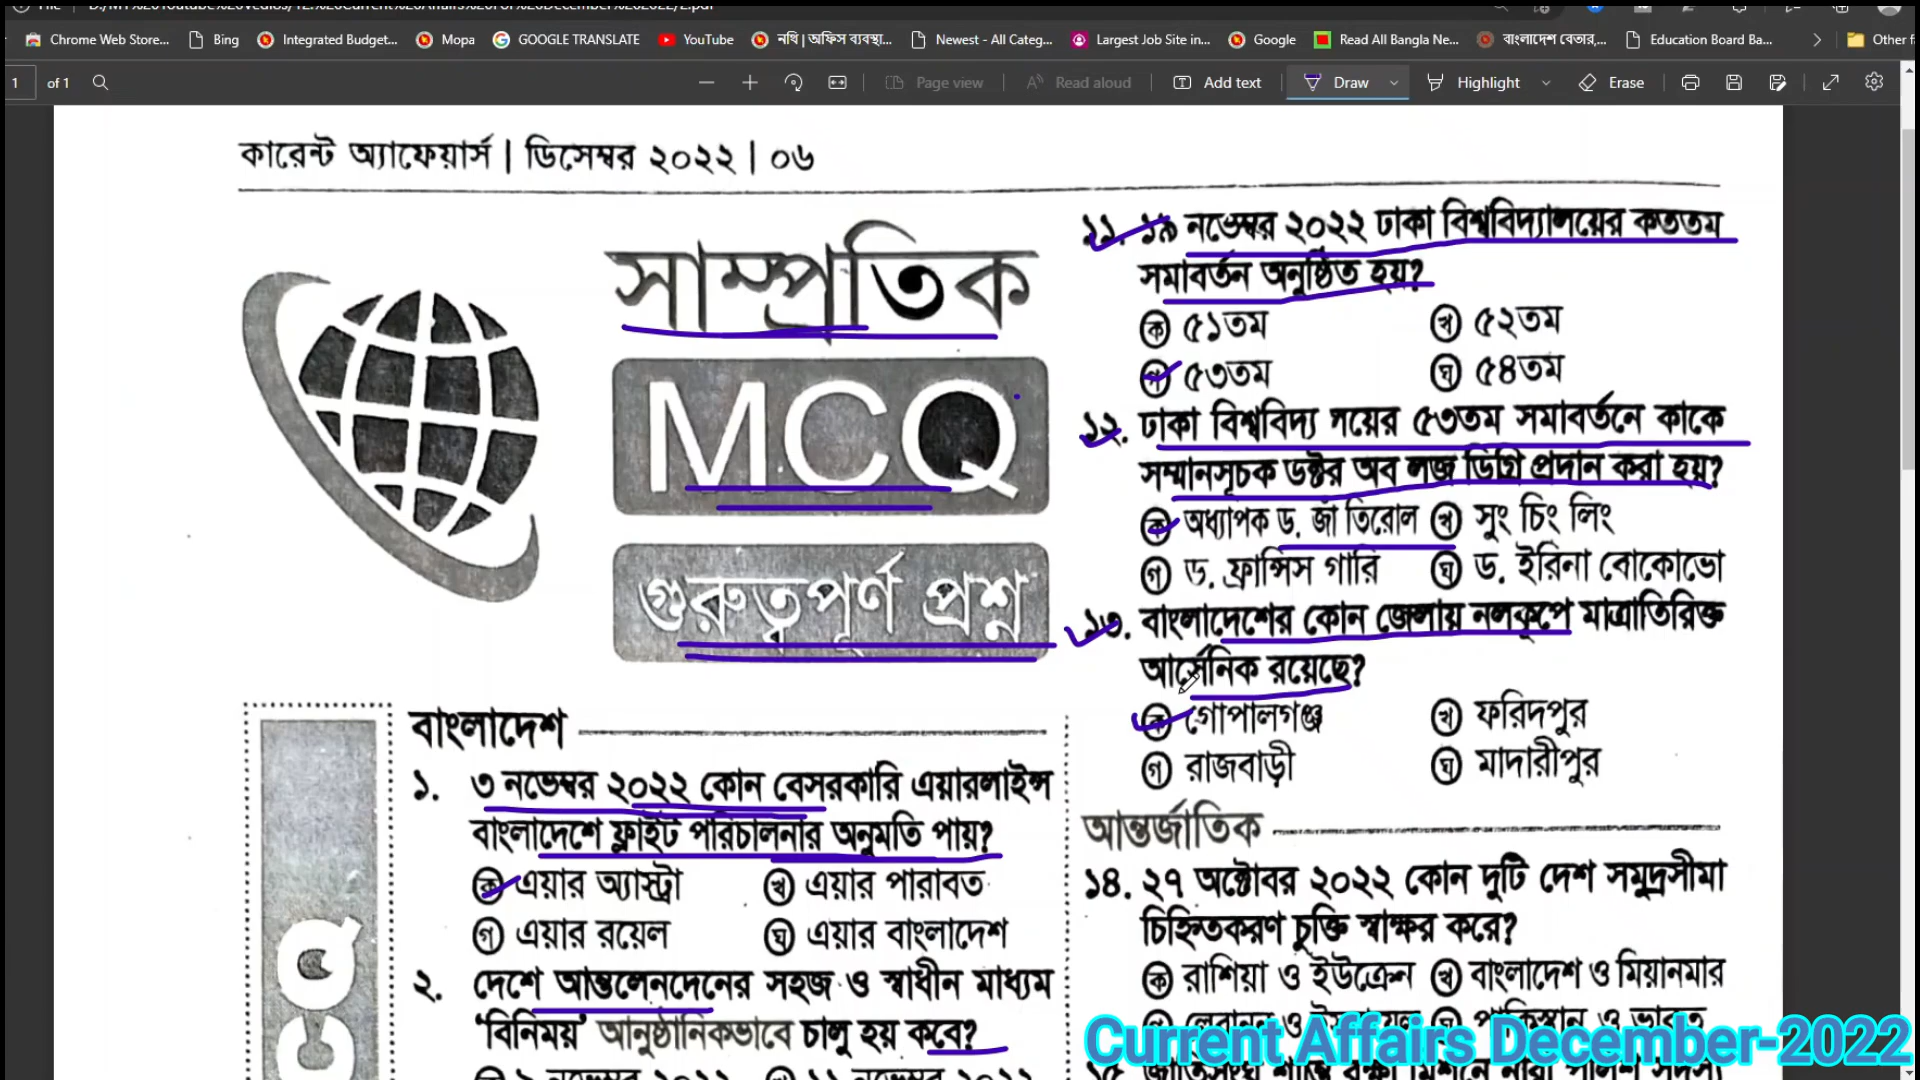 Chrome Web Store...
Bing
Integrated Budget...
Mopa
GOOGLE TRANSLATE
YouTube
নথি | অফিস ব্যবস্থা...
Newest - All Categ...
Largest Job Site in...
Google
Read All Bangla Ne...
বাংলাদেশ বেতার,...
Education Board Ba...
Other f
1 of 1
Page view
Read aloud
Add text
Draw
Highlight
Erase
কারেন্ট অ্যাফেয়ার্স | ডিসেম্বর ২০২২ | ০৬
সাম্প্রতিক
MCQ
গুরুত্বপূর্ণ প্রশ্ন
বাংলাদেশ
১. ৩ নভেম্বর ২০২২ কোন বেসরকারি এয়ারলাইন্স
বাংলাদেশে ফ্লাইট পরিচালনার অনুমতি পায়?
ক এয়ার অ্যাস্ট্রা খ এয়ার পারাবত
গ এয়ার রয়েল ঘ এয়ার বাংলাদেশ
২. দেশে আন্তলেনদেনের সহজ ও স্বাধীন মাধ্যম
‘বিনিময়’ আনুষ্ঠানিকভাবে চালু হয় কবে?
১১. ১৯ নভেম্বর ২০২২ ঢাকা বিশ্ববিদ্যালয়ের কততম
সমাবর্তন অনুষ্ঠিত হয়?
ক ৫১তম খ ৫২তম
গ ৫৩তম ঘ ৫৪তম
১২. ঢাকা বিশ্ববিদ্য লয়ের ৫৩তম সমাবর্তনে কাকে
সম্মানসূচক ডক্টর অব লজ ডিগ্রি প্রদান করা হয়?
ক অধ্যাপক ড. জাঁ তিরোল খ সুং চিং লিং
গ ড. ফ্রান্সিস গারি ঘ ড. ইরিনা বোকোভো
১৩. বাংলাদেশের কোন জেলায় নলকূপে মাত্রাতিরিক্ত
আর্সেনিক রয়েছে?
ক গোপালগঞ্জ খ ফরিদপুর
গ রাজবাড়ী ঘ মাদারীপুর
আন্তর্জাতিক
১৪. ২৭ অক্টোবর ২০২২ কোন দুটি দেশ সমুদ্রসীমা
চিহ্নিতকরণ চুক্তি স্বাক্ষর করে?
ক রাশিয়া ও ইউক্রেন খ বাংলাদেশ ও মিয়ানমার
Current Affairs December-2022